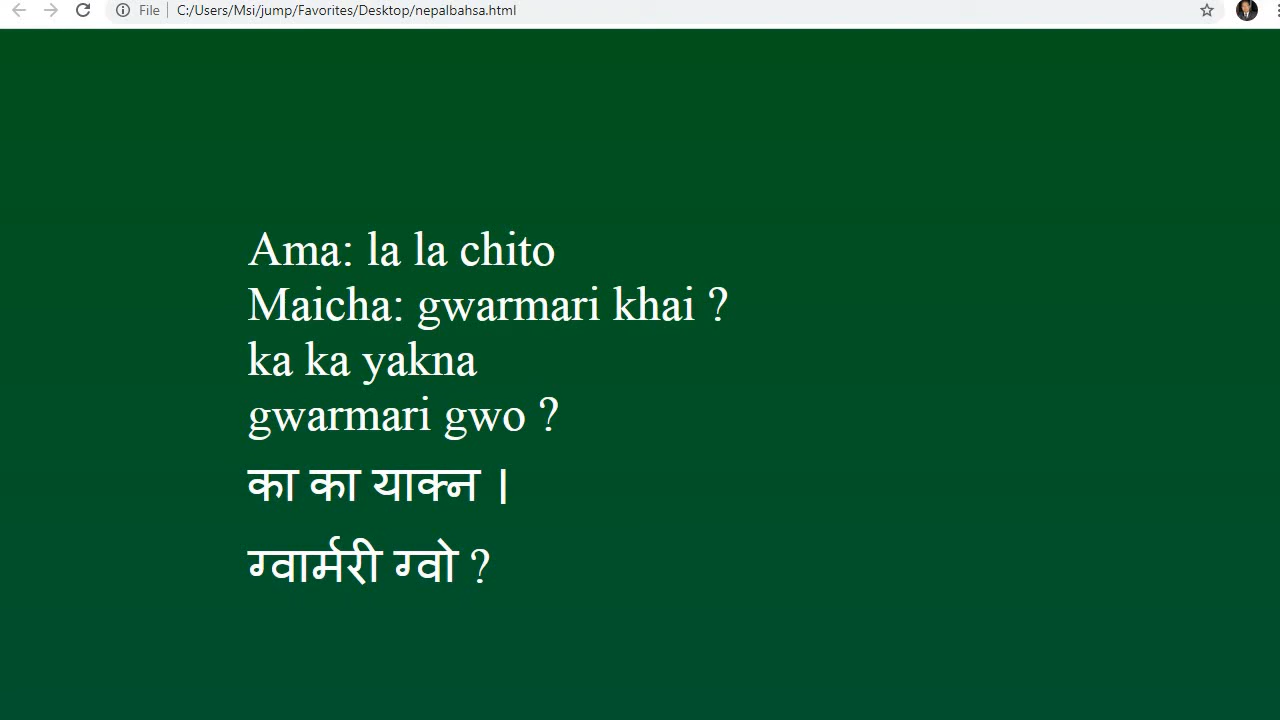 File
C:/Users/Msi/jump/Favorites/Desktop/nepalbahsa.html
Ama: la la chito
Maicha: gwarmari khai ?
ka ka yakna
gwarmari gwo ?
का का याक्न ।
ग्वार्मरी ग्वो ?